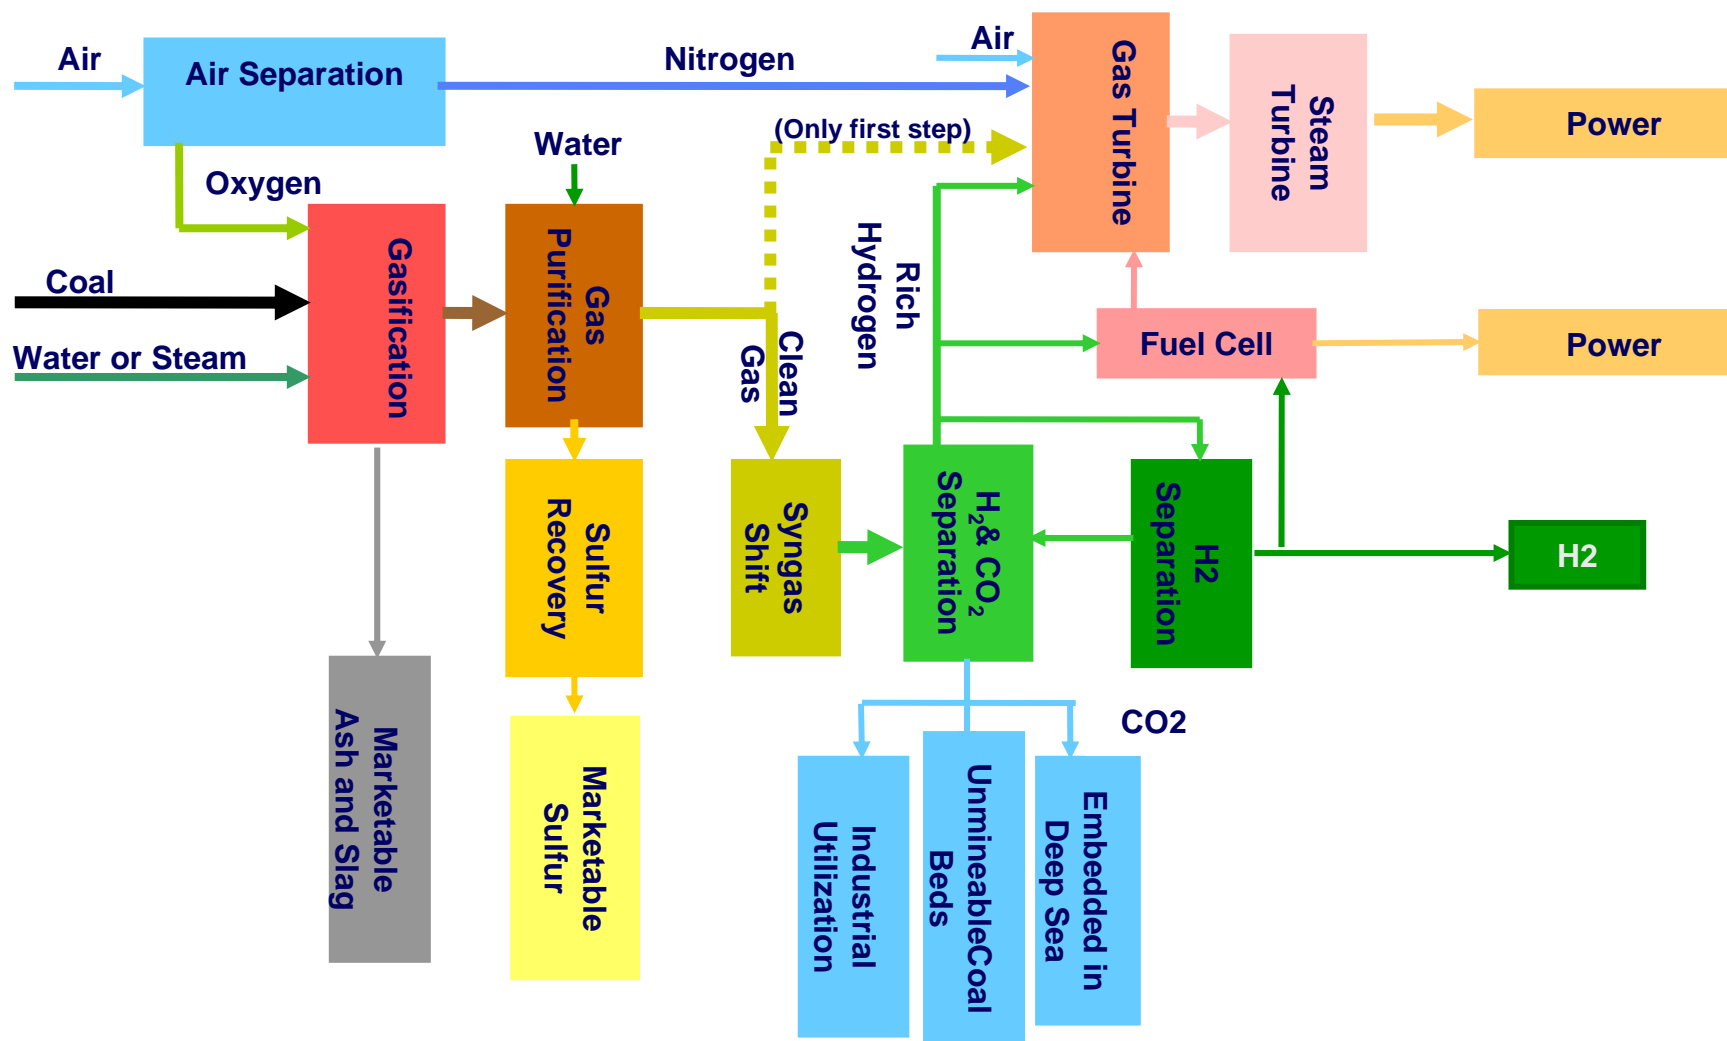 Air
Air Separation
Nitrogen
Air
Gas Turbine
Steam
Turbine
Power
(Only first step)
Water
Oxygen
Coal
Water or Steam
Gasification
Gas
Purification
Clean
Gas
Rich
Hydrogen
Fuel Cell
Power
Sulfur
Recovery
Syngas
Shift
H₂& CO₂
Separation
H2
Separation
H2
CO2
Marketable
Ash and Slag
Marketable
Sulfur
Industrial
Utilization
UnmineableCoal
Beds
Embedded in
Deep Sea